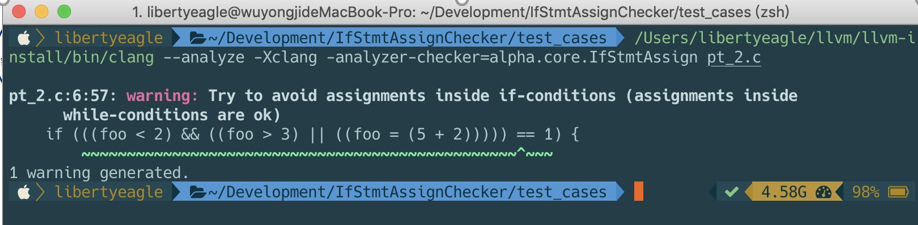 1. libertyeagle@wuyongjideMacBook-Pro: ~/Development/IfStmtAssignChecker/test_cases (zsh)
libertyeagle ~/Development/IfStmtAssignChecker/test_cases /Users/libertyeagle/llvm/llvm-i
nstall/bin/clang --analyze -Xclang -analyzer-checker=alpha.core.IfStmtAssign pt_2.c
pt_2.c:6:57: warning: Try to avoid assignments inside if-conditions (assignments inside
while-conditions are ok)
if (((foo < 2) && ((foo > 3) || ((foo = (5 + 2))))) == 1) {
~~~~~~~~~~~~~~~~~~~~~~~~~~~~~~~~~~~~~~~~~~~~~~~~^~~~
1 warning generated.
libertyeagle ~/Development/IfStmtAssignChecker/test_cases ✔ 4.58G 98%